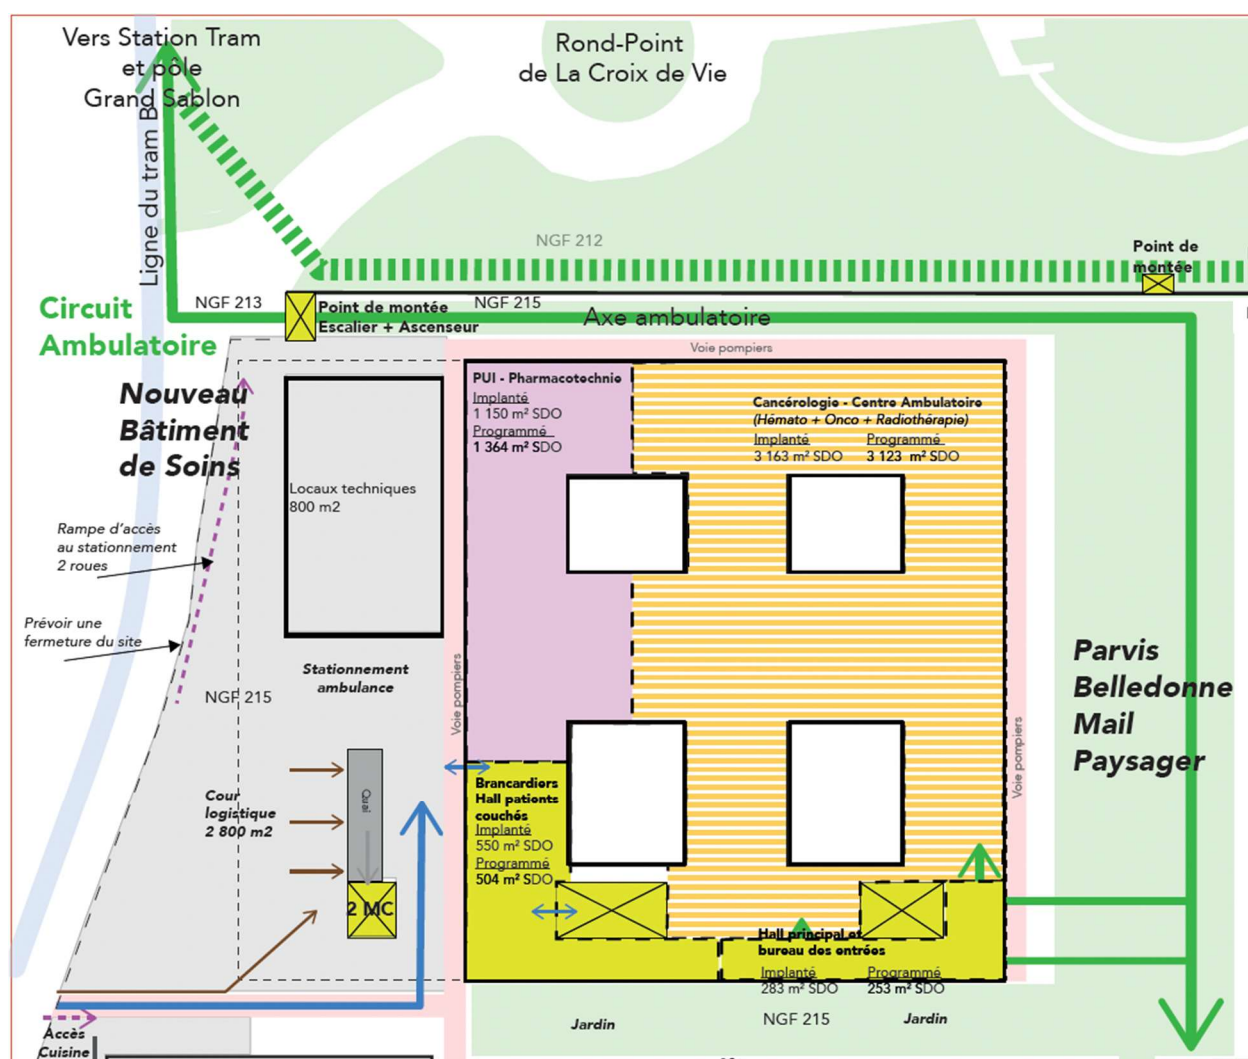 Vers Station Tram
et pôle
Grand Sablon
Rond-Point
de La Croix de Vie
Ligne du tram B
NGF 212
Point de
montée
NGF 213
Point de montée
Escalier + Ascenseur
NGF 215
Axe ambulatoire
Circuit
Ambulatoire
Voie pompiers
Nouveau
Bâtiment
de Soins
PUI - Pharmacotechnie
Implanté
1 150 m² SDO
Programmé
1 364 m² SDO
Cancérologie - Centre Ambulatoire
(Hémato + Onco + Radiothérapie)
Implanté
3 163 m² SDO
Programmé
3 123 m² SDO
Locaux techniques
800 m2
Rampe d'accès
au stationnement
2 roues
Prévoir une
fermeture du site
Stationnement
ambulance
NGF 215
Voie pompiers
Parvis
Belledonne
Mail
Paysager
Voie pompiers
Cour
logistique
2 800 m2
Quai
2 MC
Brancardiers
Hall patients
couchés
Implanté
550 m² SDO
Programmé
504 m² SDO
Hall principal et
bureau des entrées
Implanté
283 m² SDO
Programmé
253 m² SDO
Accès
Cuisine
Jardin
NGF 215
Jardin